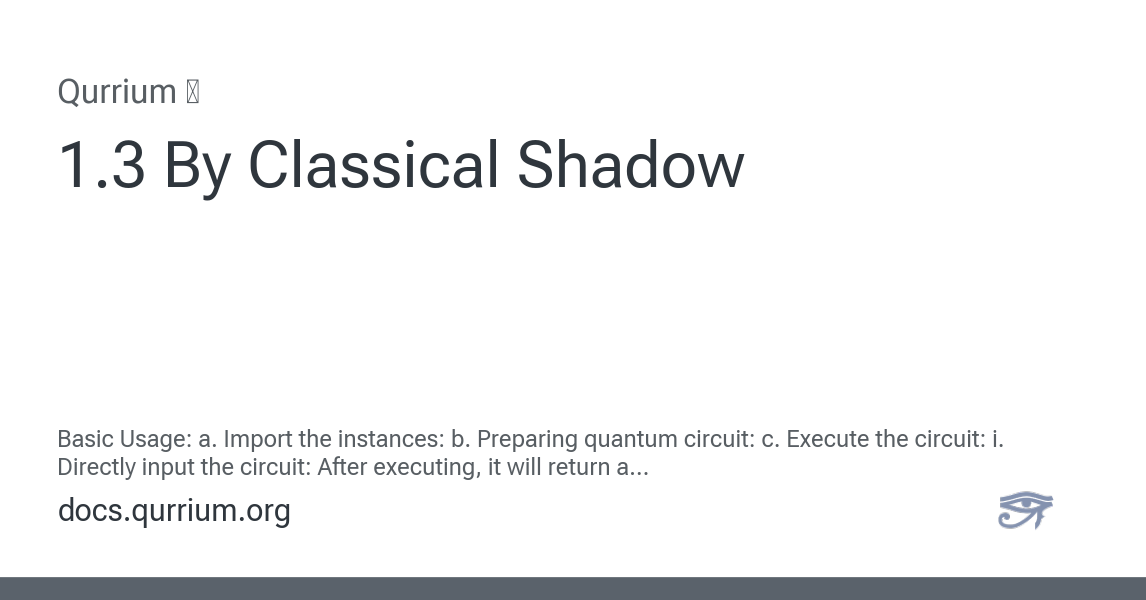 Qurrium
1.3 By Classical Shadow
Basic Usage: a. Import the instances: b. Preparing quantum circuit: c. Execute the circuit: i.
Directly input the circuit: After executing, it will return a...
docs.qurrium.org